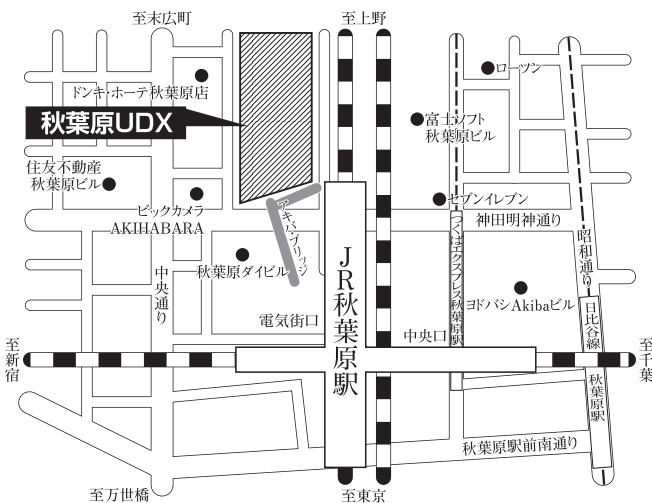 至末広町
至上野
ローソン
ドンキ・ホーテ秋葉原店
秋葉原UDX
富士ソフト
秋葉原ビル
住友不動産
秋葉原ビル
ビックカメラ
AKIHABARA
セブンイレブン
神田明神通り
アキバ・ブリッジ
つくばエクスプレス秋葉原駅
昭和通り
秋葉原ダイビル
中央通り
JR秋葉原駅
ヨドバシAkibaビル
電気街口
中央口
日比谷線
秋葉原駅
至新宿
至千葉
秋葉原駅前南通り
至万世橋
至東京